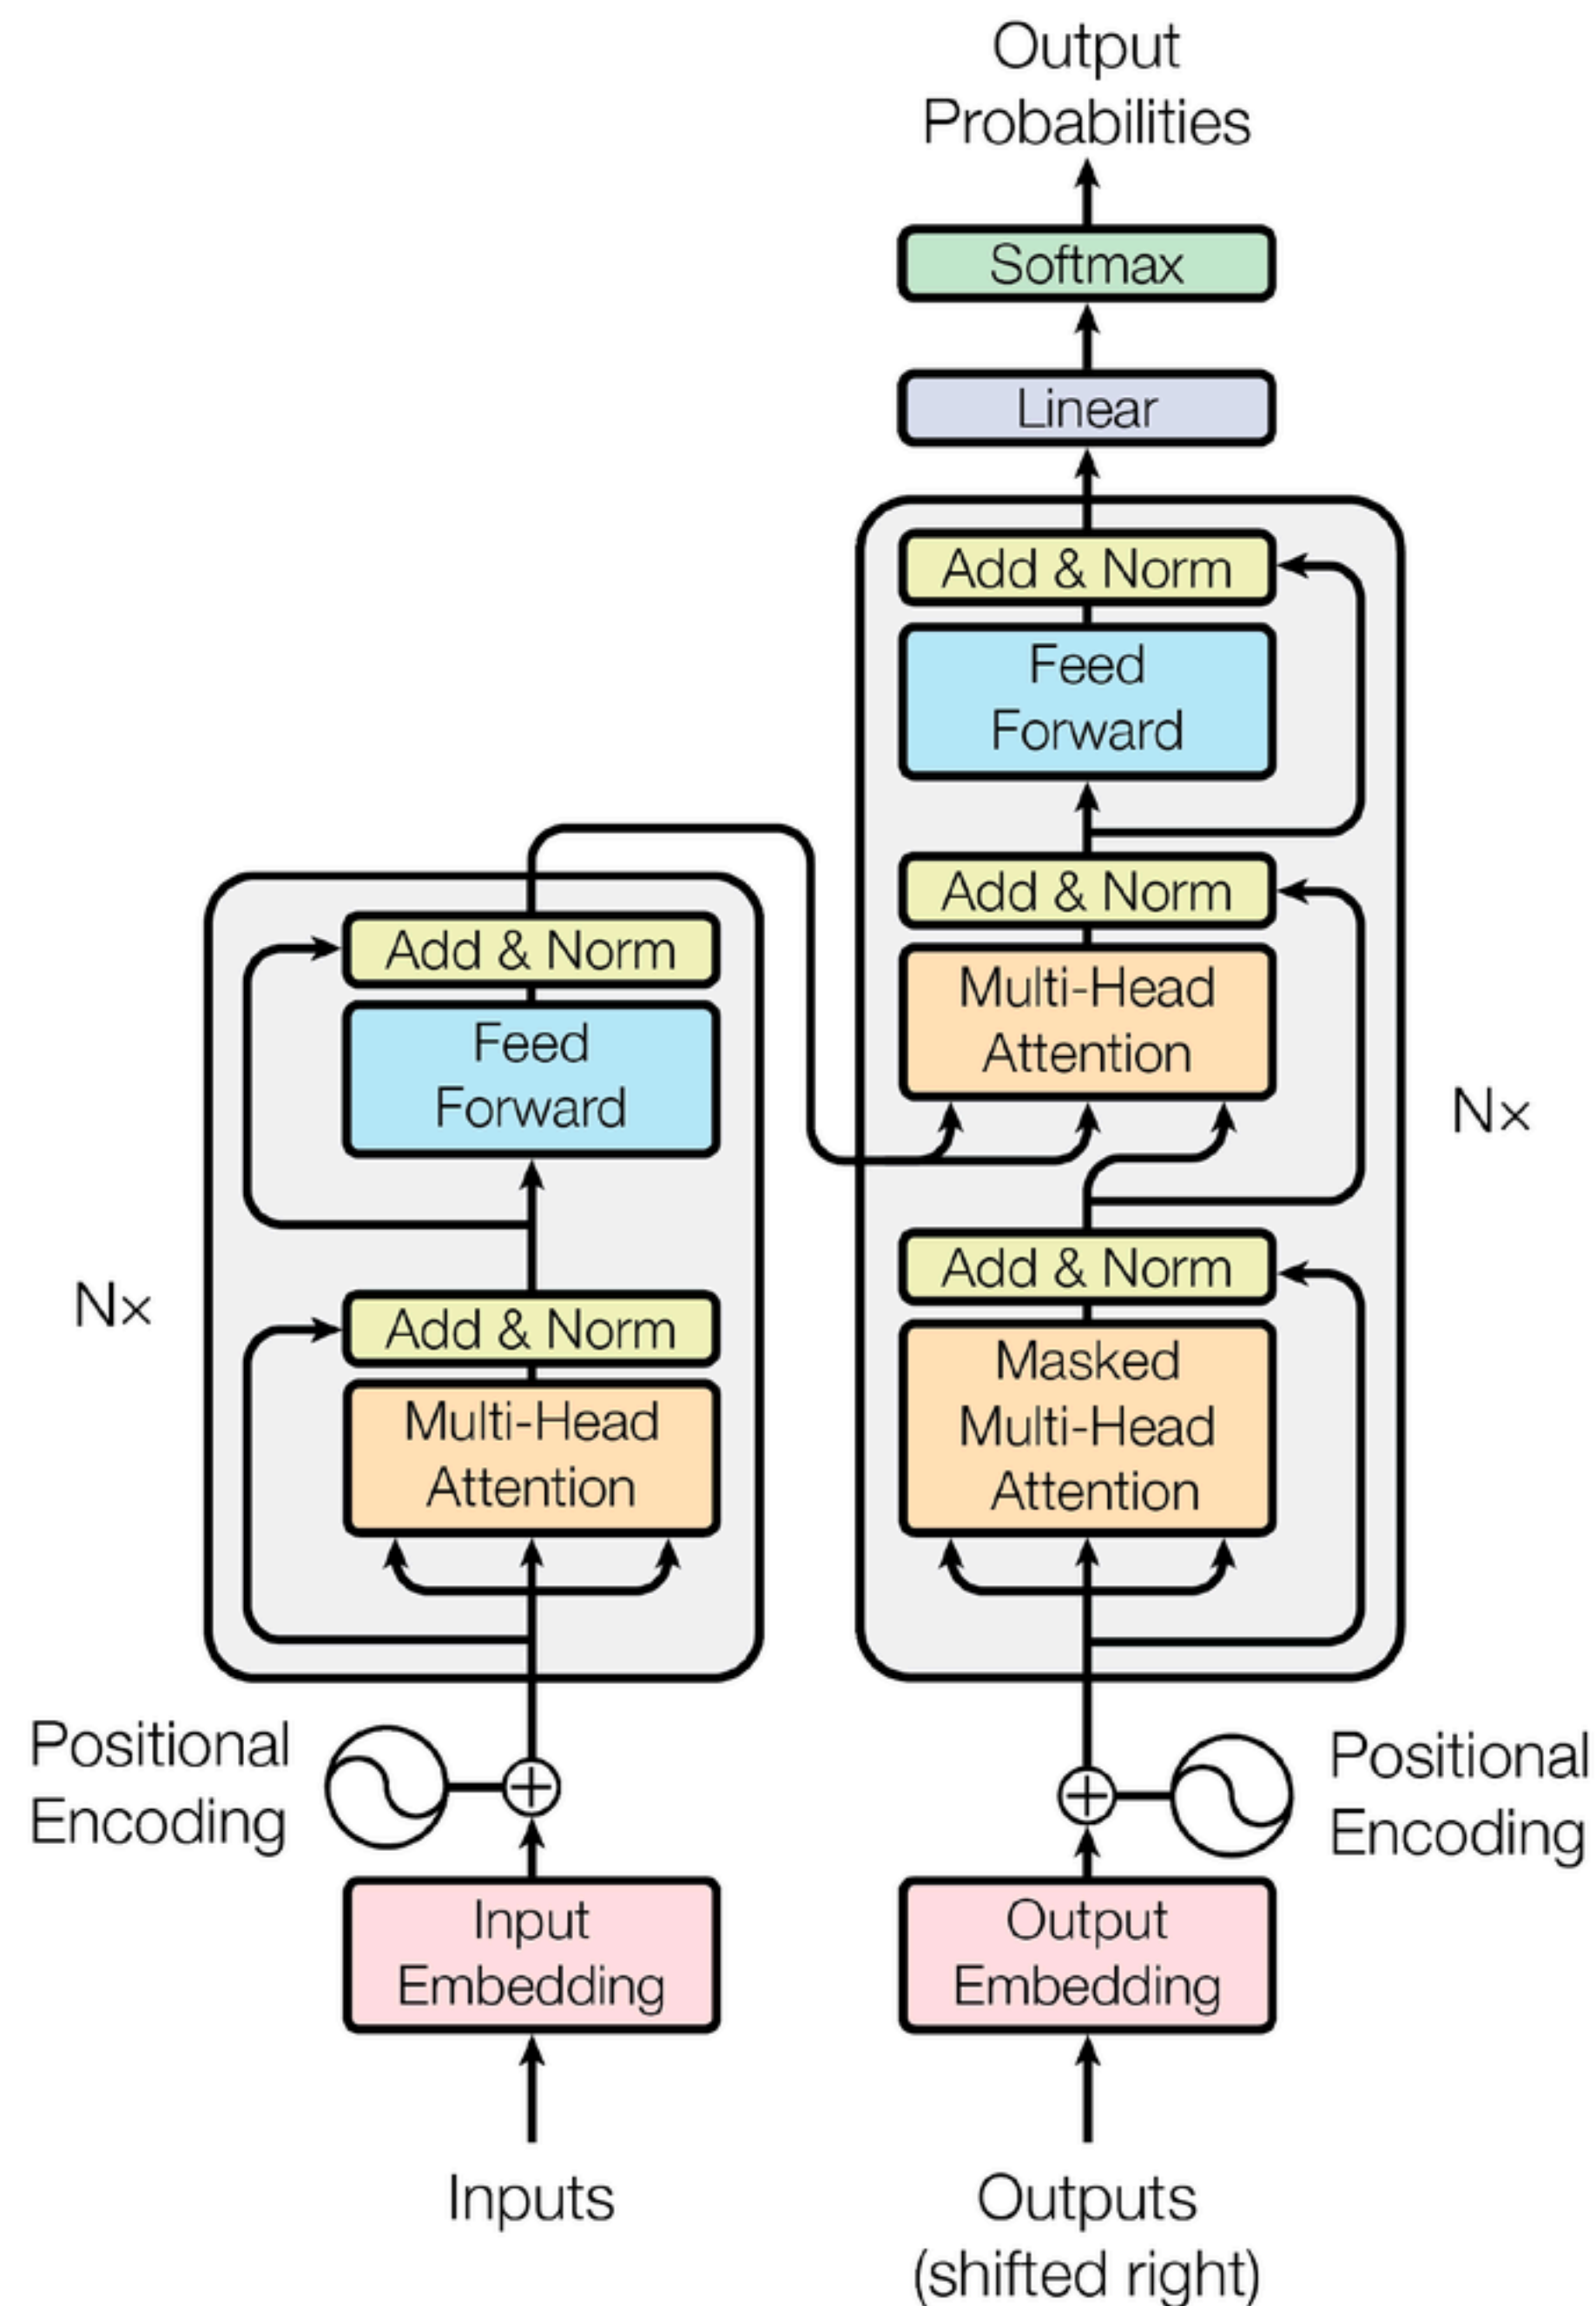 Output
Probabilities
Softmax
Linear
Add & Norm
Feed
Forward
Add & Norm
Multi-Head
Attention
Nx
Add & Norm
Masked
Multi-Head
Attention
Add & Norm
Feed
Forward
Nx
Add & Norm
Multi-Head
Attention
Positional
Encoding
Positional
Encoding
Input
Embedding
Output
Embedding
Inputs
Outputs
(shifted right)